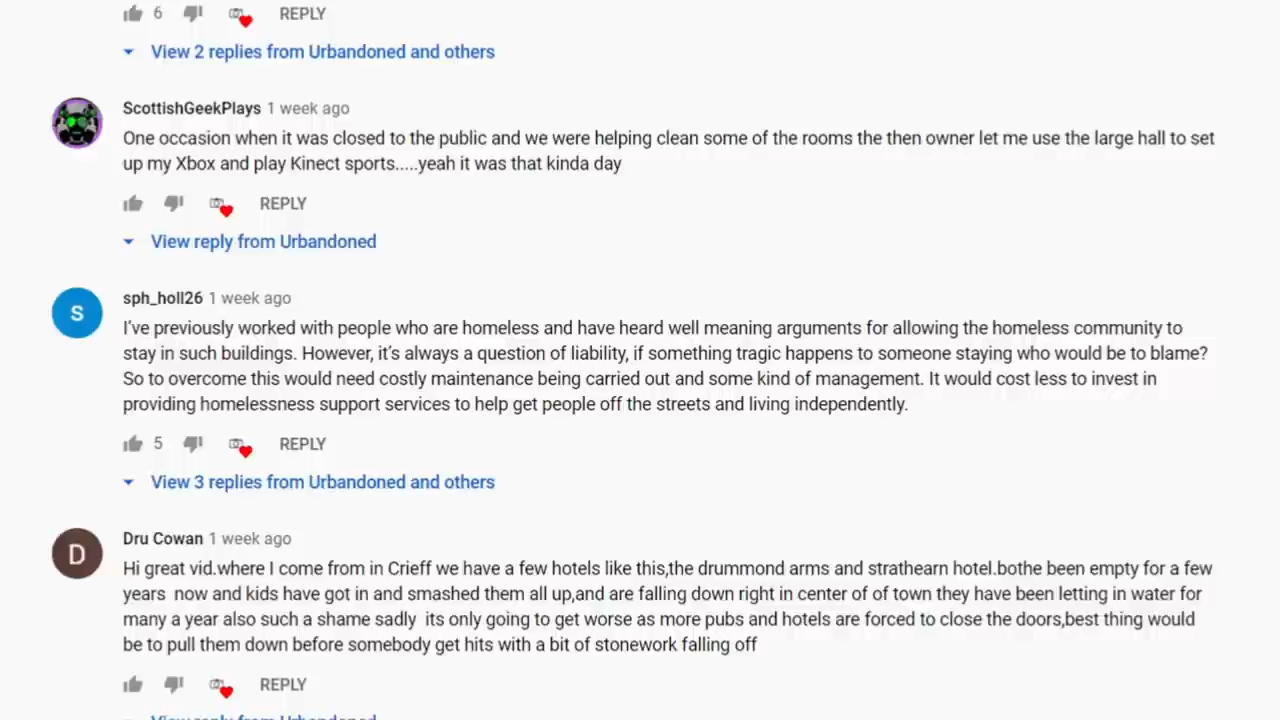 6 REPLY
View 2 replies from Urbandoned and others
ScottishGeekPlays 1 week ago
One occasion when it was closed to the public and we were helping clean some of the rooms the then owner let me use the large hall to set
up my Xbox and play Kinect sports.....yeah it was that kinda day
REPLY
View reply from Urbandoned
S
sph_holl26 1 week ago
I've previously worked with people who are homeless and have heard well meaning arguments for allowing the homeless community to
stay in such buildings. However, it's always a question of liability, if something tragic happens to someone staying who would be to blame?
So to overcome this would need costly maintenance being carried out and some kind of management. It would cost less to invest in
providing homelessness support services to help get people off the streets and living independently.
5 REPLY
View 3 replies from Urbandoned and others
D
Dru Cowan 1 week ago
Hi great vid.where I come from in Crieff we have a few hotels like this,the drummond arms and strathearn hotel.bothe been empty for a few
years  now and kids have got in and smashed them all up,and are falling down right in center of of town they have been letting in water for
many a year also such a shame sadly  its only going to get worse as more pubs and hotels are forced to close the doors,best thing would
be to pull them down before somebody get hits with a bit of stonework falling off
REPLY
View reply from Urbandoned